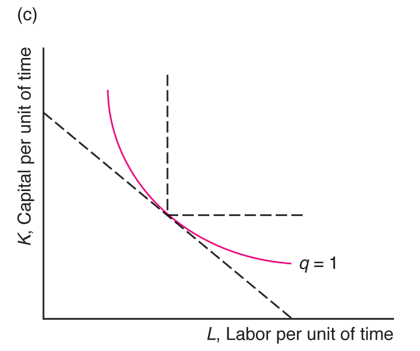 (c)
K, Capital per unit of time
q = 1
L, Labor per unit of time